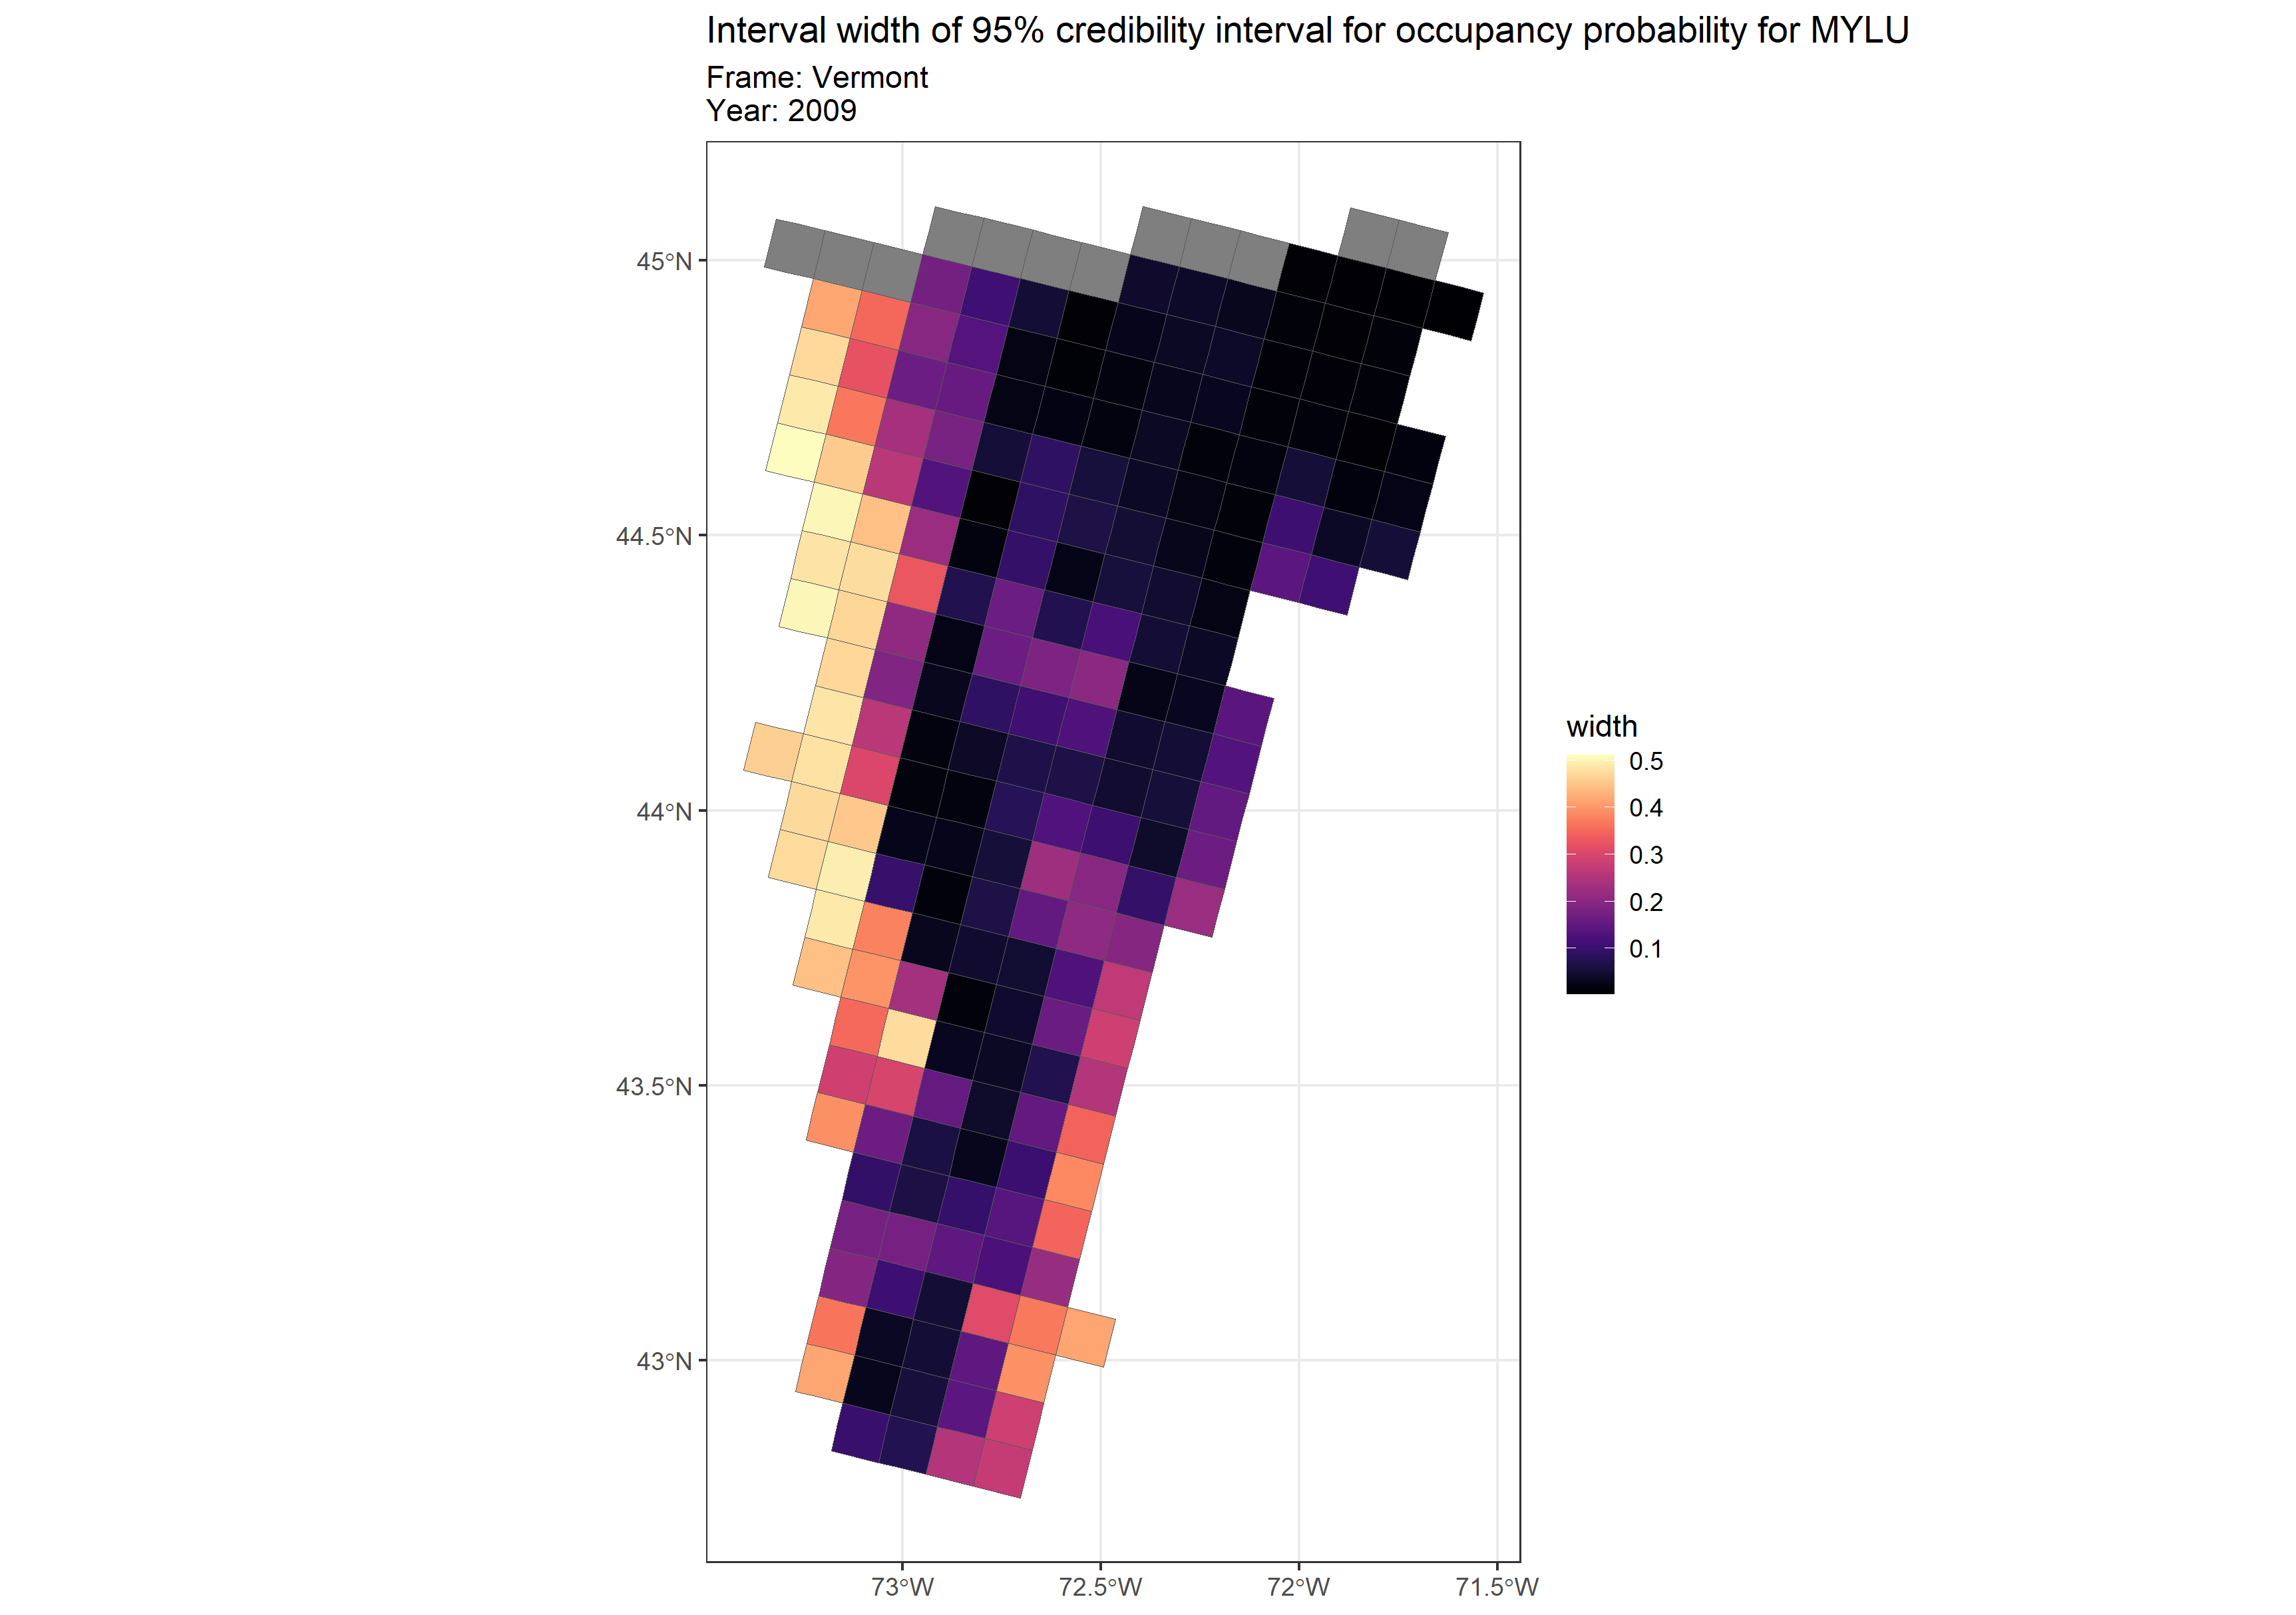 Interval width of 95% credibility interval for occupancy probability for MYLU
Frame: Vermont
Year: 2009
45°N
44.5°N
44°N
43.5°N
43°N
73°W
72.5°W
72°W
71.5°W
width
0.5
0.4
0.3
0.2
0.1